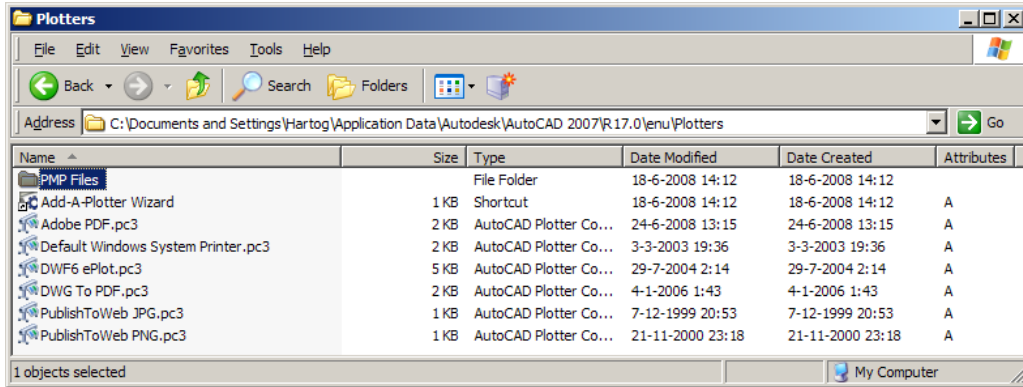 Plotters
File Edit View Favorites Tools Help
Back Search Folders
Address C:\Documents and Settings\Hartog\Application Data\Autodesk\AutoCAD 2007\R17.0\enu\Plotters Go
Name Size Type Date Modified Date Created Attributes
PMP Files File Folder 18-6-2008 14:12 18-6-2008 14:12
Add-A-Plotter Wizard 1 KB Shortcut 18-6-2008 14:12 18-6-2008 14:12 A
Adobe PDF.pc3 2 KB AutoCAD Plotter Co... 24-6-2008 13:15 24-6-2008 13:15 A
Default Windows System Printer.pc3 2 KB AutoCAD Plotter Co... 3-3-2003 19:36 3-3-2003 19:36 A
DWF6 ePlot.pc3 5 KB AutoCAD Plotter Co... 29-7-2004 2:14 29-7-2004 2:14 A
DWG To PDF.pc3 2 KB AutoCAD Plotter Co... 4-1-2006 1:43 4-1-2006 1:43 A
PublishToWeb JPG.pc3 1 KB AutoCAD Plotter Co... 7-12-1999 20:53 7-12-1999 20:53 A
PublishToWeb PNG.pc3 1 KB AutoCAD Plotter Co... 21-11-2000 23:18 21-11-2000 23:18 A
1 objects selected My Computer